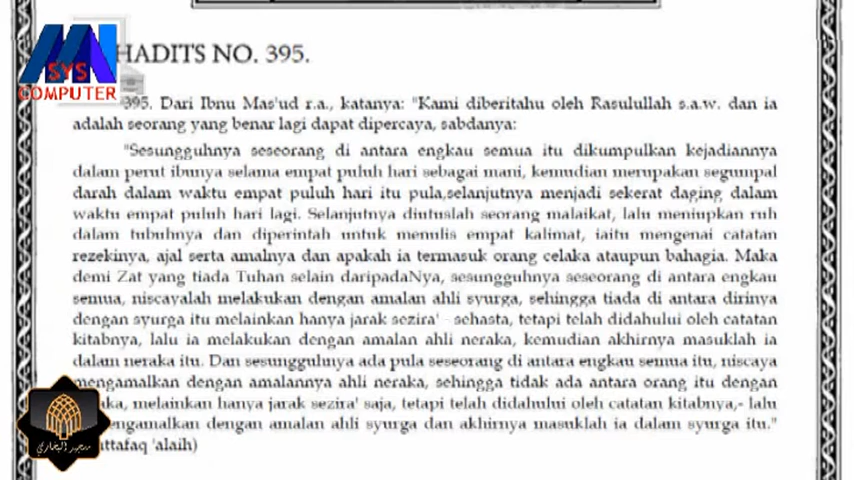 HADITS NO. 395.
SYS
COMPUTER
395. Dari Ibnu Mas'ud r.a., katanya: "Kami diberitahu oleh Rasulullah s.a.w. dan ia
adalah seorang yang benar lagi dapat dipercaya, sabdanya:
"Sesungguhnya seseorang di antara engkau semua itu dikumpulkan kejadiannya
dalam perut ibunya selama empat puluh hari sebagai mani, kemudian merupakan segumpal
darah dalam waktu empat puluh hari itu pula,selanjutnya menjadi sekerat daging dalam
waktu empat puluh hari lagi. Selanjutnya diutuslah seorang malaikat, lalu meniupkan ruh
dalam tubuhnya dan diperintah untuk menulis empat kalimat, iaitu mengenai catatan
rezekinya, ajal serta amalnya dan apakah ia termasuk orang celaka ataupun bahagia. Maka
demi Zat yang tiada Tuhan selain daripadaNya, sesungguhnya seseorang di antara engkau
semua, niscayalah melakukan dengan amalan ahli syurga, sehingga tiada di antara dirinya
dengan syurga itu melainkan hanya jarak sezira' - sehasta, tetapi telah didahului oleh catatan
kitabnya, lalu ia melakukan dengan amalan ahli neraka, kemudian akhirnya masuklah ia
dalam neraka itu. Dan sesungguhnya ada pula seseorang di antara engkau semua itu, niscaya
mengamalkan dengan amalannya ahli neraka, sehingga tidak ada antara orang itu dengan
melainkan hanya jarak sezira' saja, tetapi telah didahului oleh catatan kitabnya,- lalu
engamalkan dengan amalan ahli syurga dan akhirnya masuklah ia dalam syurga itu."
ttafaq 'alaih)